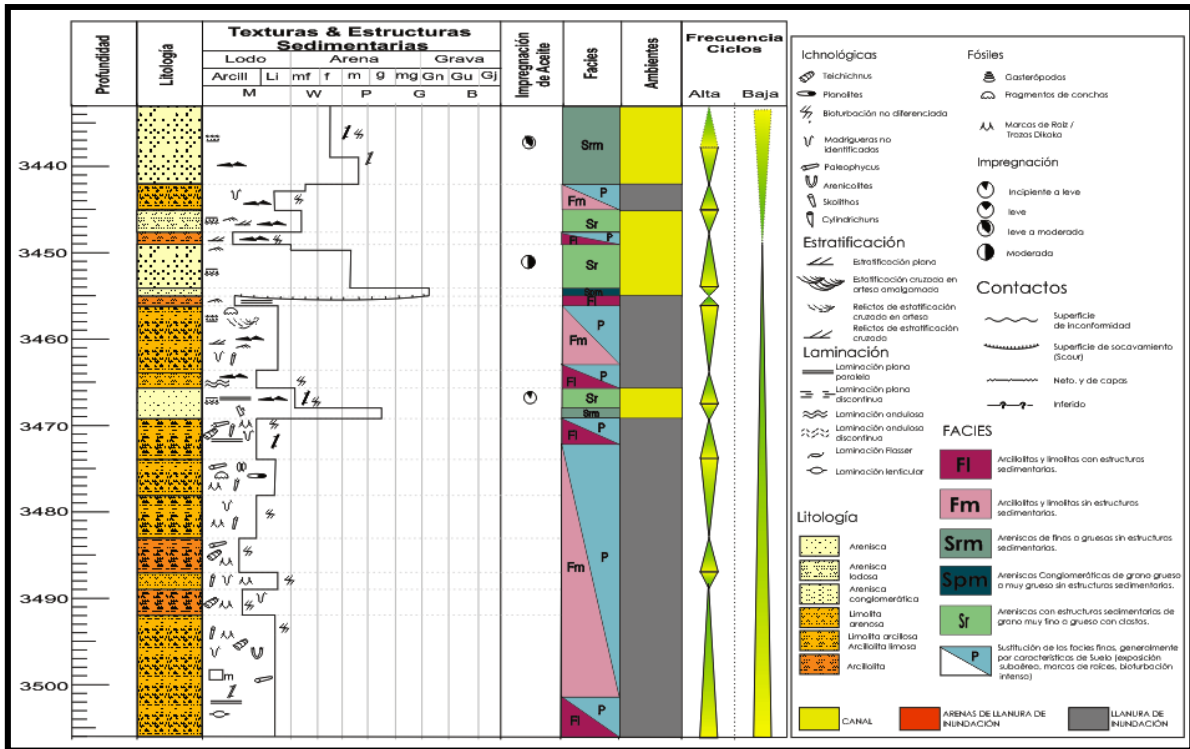 Profundidad
Litología
Texturas & Estructuras
Sedimentarias
Lodo
Arena
Grava
Arcill
Li
mf
f
m
g
mg
Gn
Gu
Gj
M
W
P
G
B
Impregnación
de Aceite
Facies
Ambientes
Frecuencia
Ciclos
Alta
Baja
3440
3450
3460
3470
3480
3490
3500
m
Srm
P
Fm
Sr
P
Fl
Sr
Spm
Fl
P
Fm
P
Fl
Sr
Srm
P
Fl
P
Fm
P
Fl
Ichnológicas
Teichichnus
Planolites
Bioturbación no diferenciada
Madrigueras no
identificadas
Paleophycus
Arenicolites
Skolithos
Cylindrichuns
Estratificación
Estratificación plana
Estatificación cruzada en
artesa amalgamada
Relictos de estatificación
cruzada en artesa
Relictos de estratificación
cruzada
Laminación
Laminación plana
paralela
Laminación plana
discontinua
Laminación ondulosa
Laminación ondulosa
discontinua
Laminación Flasser
Laminación lenticular
Litología
Arenisca
Arenisca
lodosa
Arenisca
conglomerática
Limolita
arenosa
Limolita arcillosa
Arcillolita limosa
Arcillolita
Fósiles
Gasterópodos
Fragmentos de conchas
Marcas de Raiz /
Trazas Dikaka
Impregnación
Incipiente a leve
leve
leve a moderada
Moderada
Contactos
Superficie
de inconformidad
Superficie de socavamiento
(Scour)
Neto, y de capas
Inferido
FACIES
Fl
Arcillolitas y limolitas con estructuras
sedimentarias.
Fm
Arcillolitas y limolitas sin estructuras
sedimentarias.
Srm
Areniscas de finas a gruesas sin estructuras
sedimentarias.
Spm
Areniscas Conglomeráticas de grano grueso
a muy grueso sin estructuras sedimentarias.
Sr
Areniscas con estructuras sedimentarias de
grano muy fino a grueso con clastos.
P
Sustitución de las facies finas, generalmente
por características de Suelo (exposición
subaérea, marcas de raíces, bioturbación
intensa)
CANAL
ARENAS DE LLANURA DE
INUNDACIÓN
LLANURA DE
INUNDACIÓN